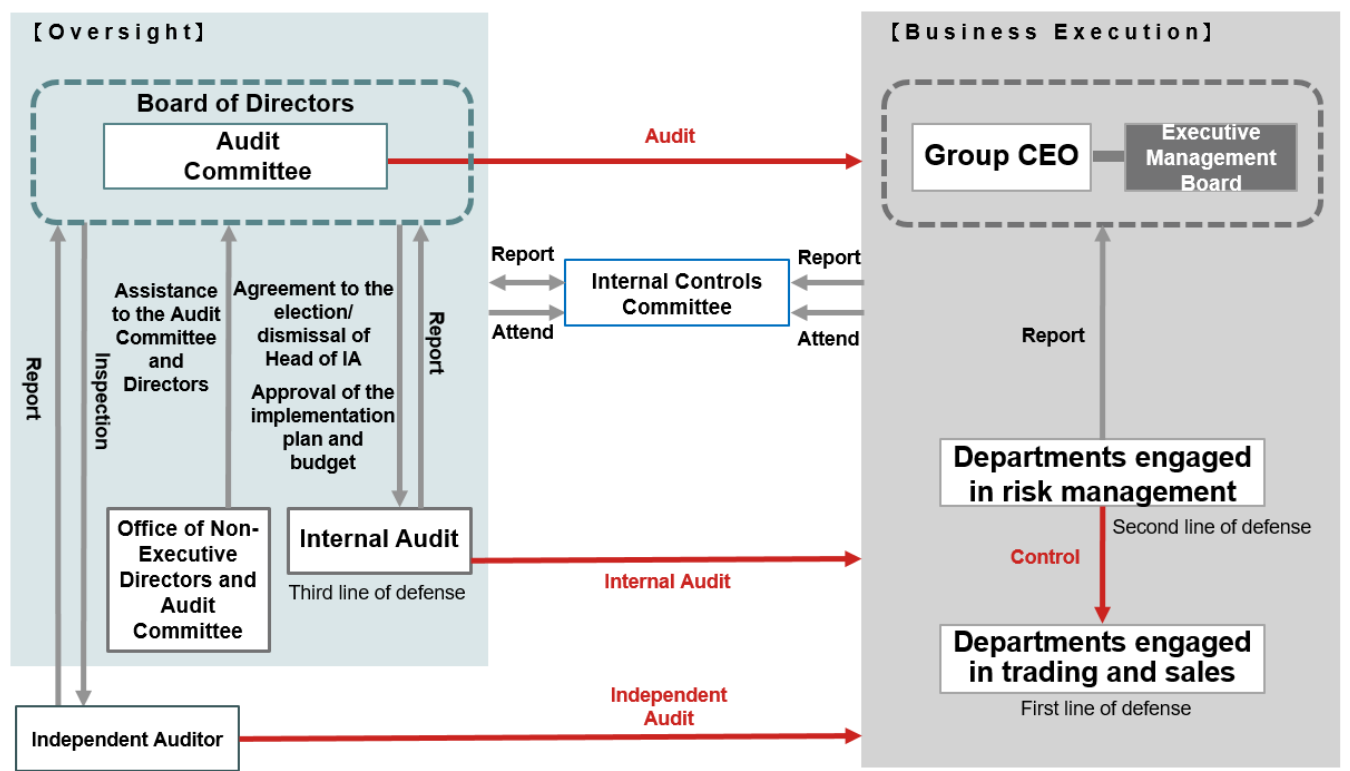 【Oversight】
Board of Directors
Audit
Committee
Report
Inspection
Assistance
to the Audit
Committee
and
Directors
Agreement to the
election/
dismissal of
Head of IA
Approval of the
implementation
plan and
budget
Report
Office of Non-
Executive
Directors and
Audit
Committee
Internal Audit
Third line of defense
Independent Auditor
Audit
Report
Attend
Internal Controls
Committee
Report
Attend
Internal Audit
Independent
Audit
【Business Execution】
Group CEO
Executive
Management
Board
Report
Departments engaged
in risk management
Second line of defense
Control
Departments engaged
in trading and sales
First line of defense